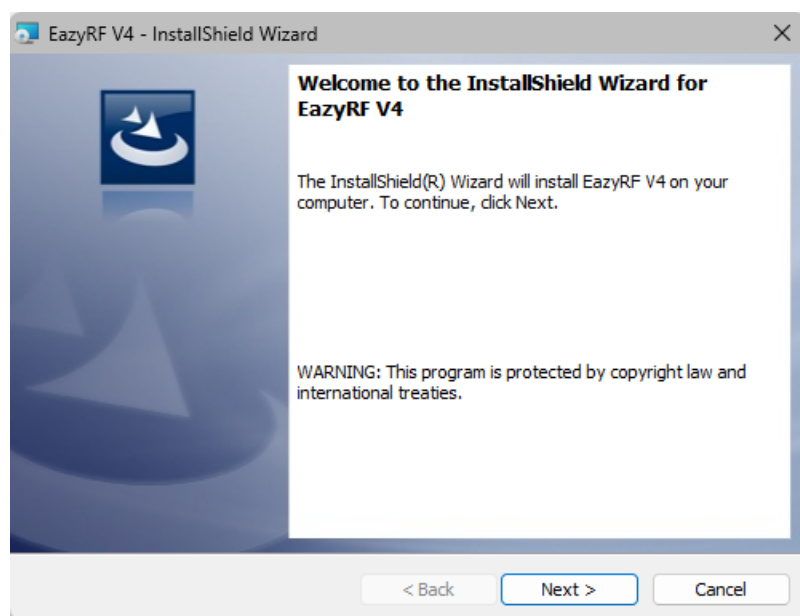 EazyRF V4 - InstallShield Wizard
Welcome to the InstallShield Wizard for
EazyRF V4
The InstallShield(R) Wizard will install EazyRF V4 on your
computer. To continue, click Next.
WARNING: This program is protected by copyright law and
international treaties.
< Back Next > Cancel